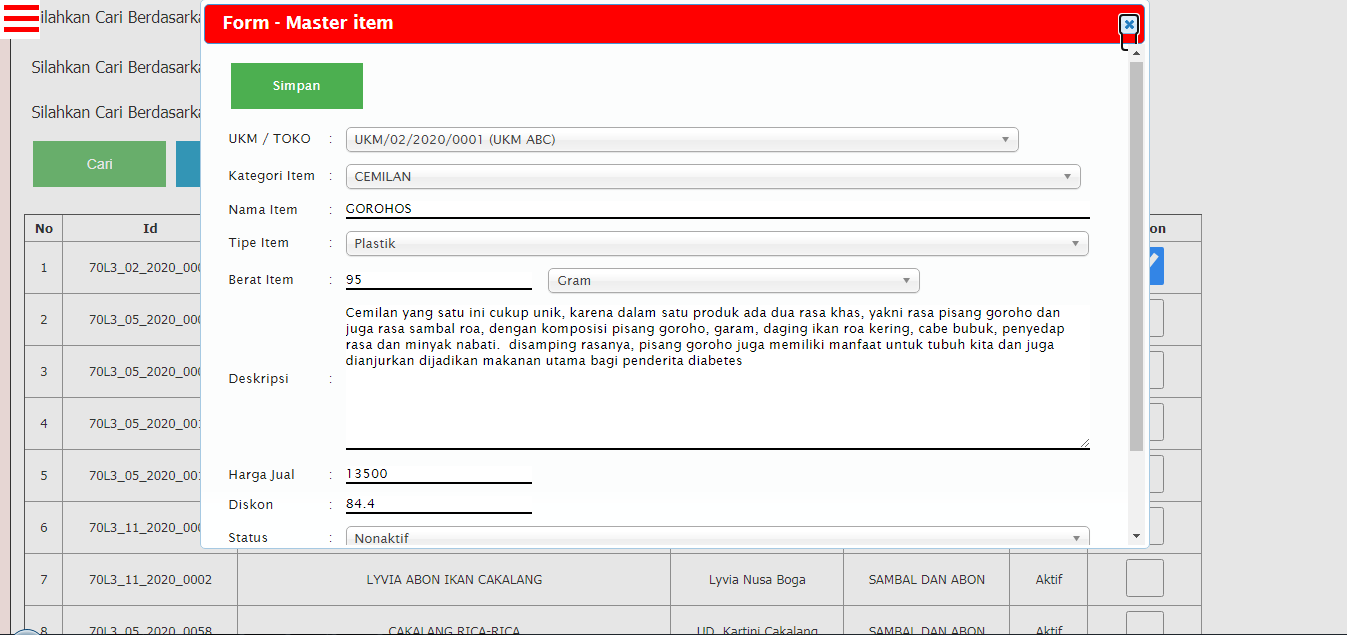 Silahkan Cari Berdasarka
Silahkan Cari Berdasarka
Silahkan Cari Berdasarka
Cari
Form - Master item
Simpan
UKM / TOKO : UKM/02/2020/0001 (UKM ABC)
Kategori Item : CEMILAN
Nama Item : GOROHOS
Tipe Item : Plastik
Berat Item : 95 Gram
Deskripsi :
Cemilan yang satu ini cukup unik, karena dalam satu produk ada dua rasa khas, yakni rasa pisang goroho dan
juga rasa sambal roa, dengan komposisi pisang goroho, garam, daging ikan roa kering, cabe bubuk, penyedap
rasa dan minyak nabati.  disamping rasanya, pisang goroho juga memiliki manfaat untuk tubuh kita dan juga
dianjurkan dijadikan makanan utama bagi penderita diabetes
Harga Jual : 13500
Diskon : 84.4
Status : Nonaktif
No Id on
1 70L3_02_2020_000
2 70L3_05_2020_000
3 70L3_05_2020_000
4 70L3_05_2020_001
5 70L3_05_2020_001
6 70L3_11_2020_000
7 70L3_11_2020_0002 LYVIA ABON IKAN CAKALANG Lyvia Nusa Boga SAMBAL DAN ABON Aktif
8 70L3_05_2020_0058 CAKALANG RICA-RICA UD. Kartini Cakalang SAMBAL DAN ABON Aktif